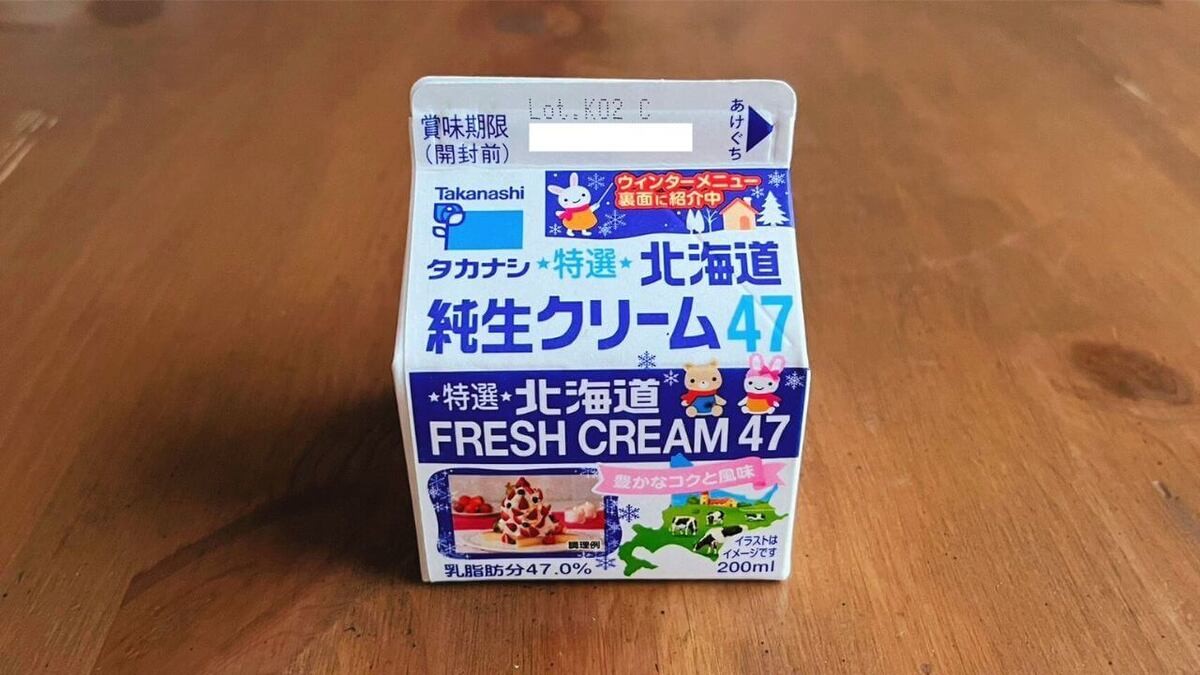 Lot.K02 C
賞味期限
(開封前)
あけぐち
Takanashi
タカナシ
ウィンターメニュー
裏面に紹介中
★特選★北海道
純生クリーム47
★特選★北海道
FRESH CREAM 47
豊かなコクと風味
調理例
イラストは
イメージです
乳脂肪分47.0%
200ml